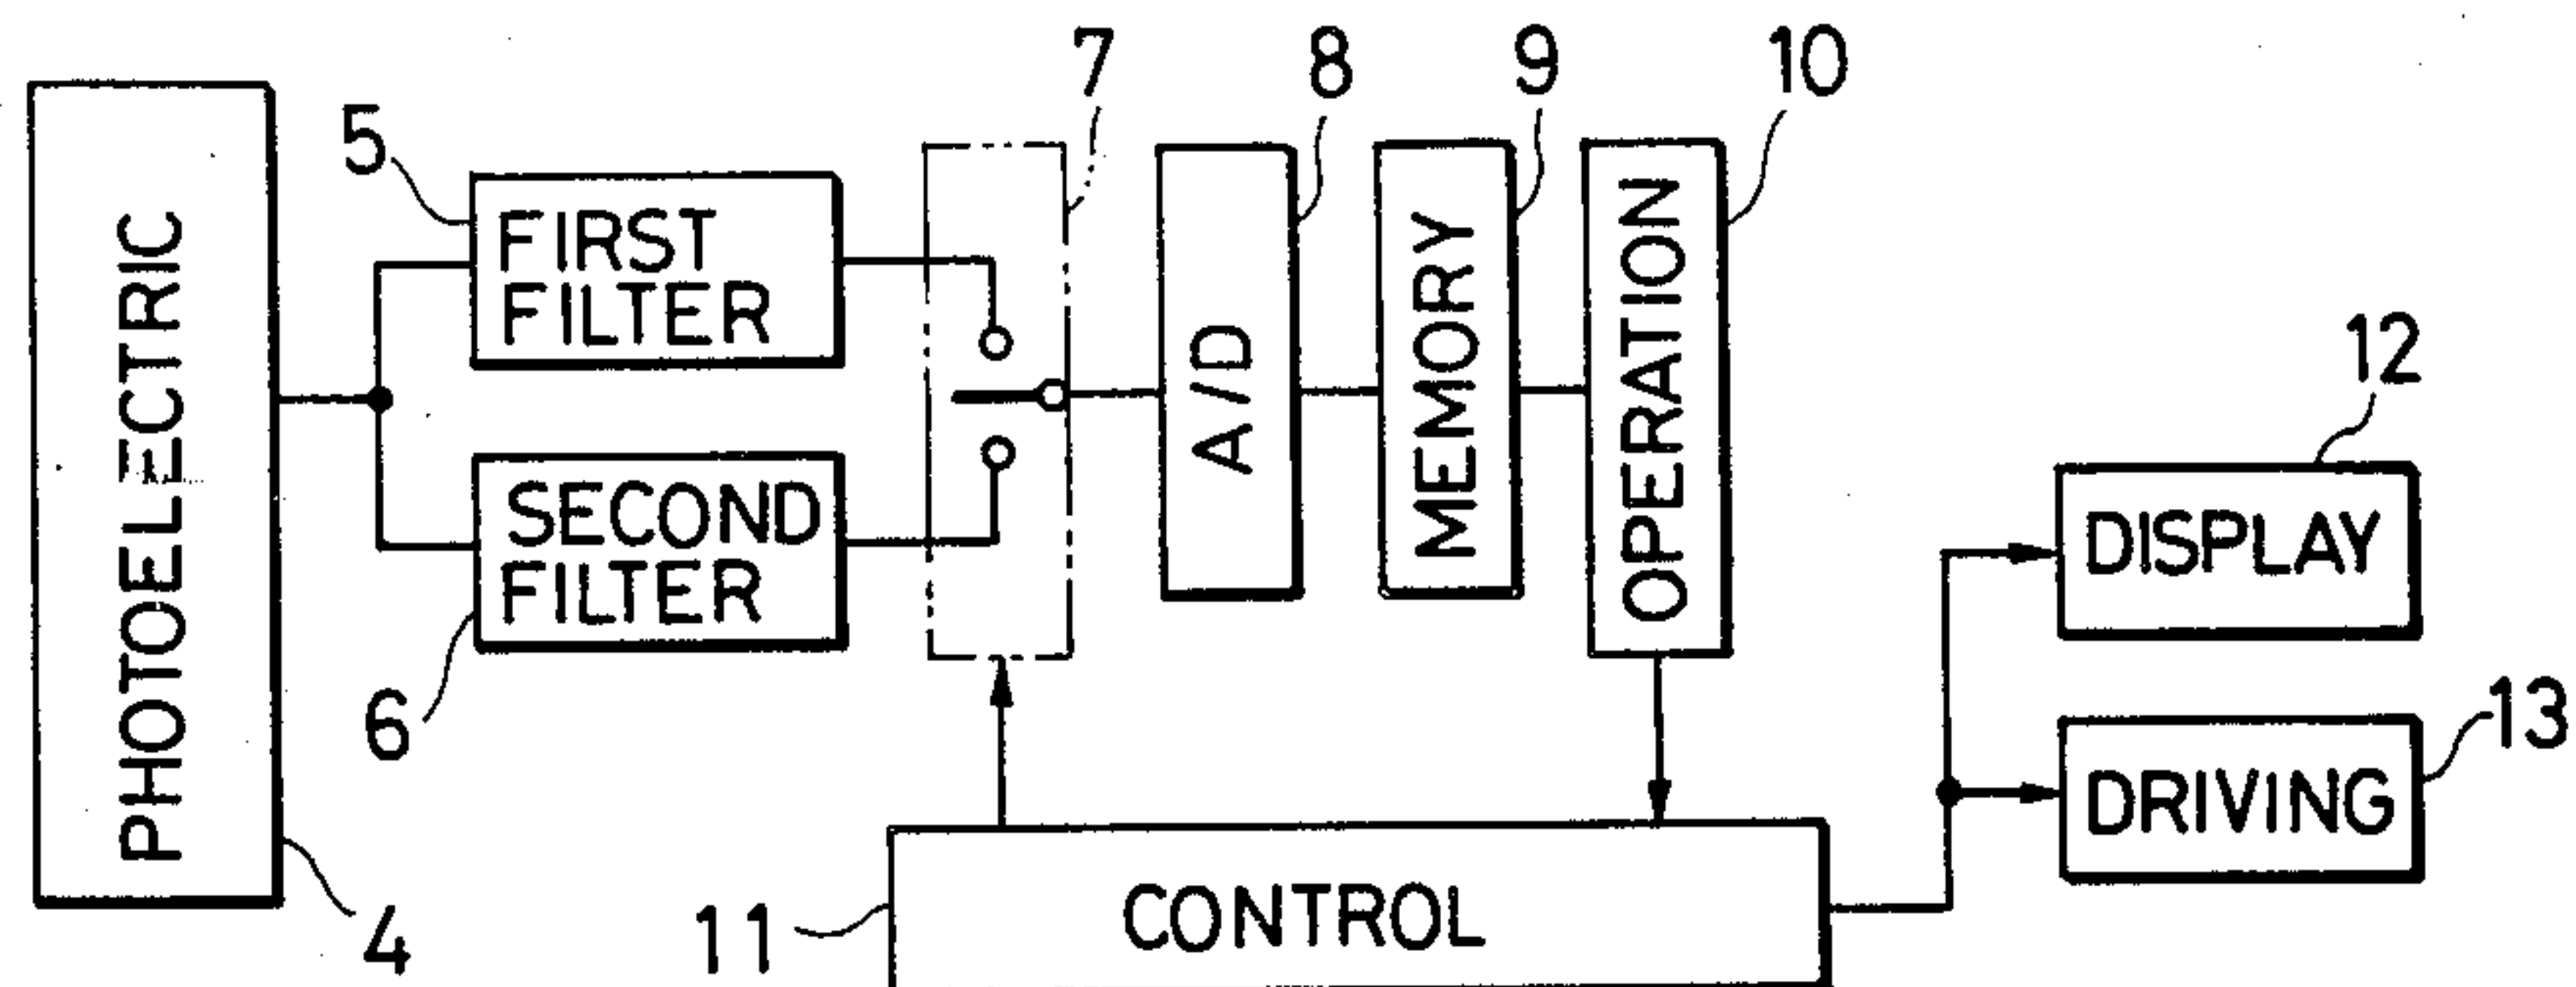 PHOTOELECTRIC
4
5
FIRST
FILTER
SECOND
FILTER
6
7
A/D
8
MEMORY
9
OPERATION
10
CONTROL
11
DISPLAY
12
DRIVING
13